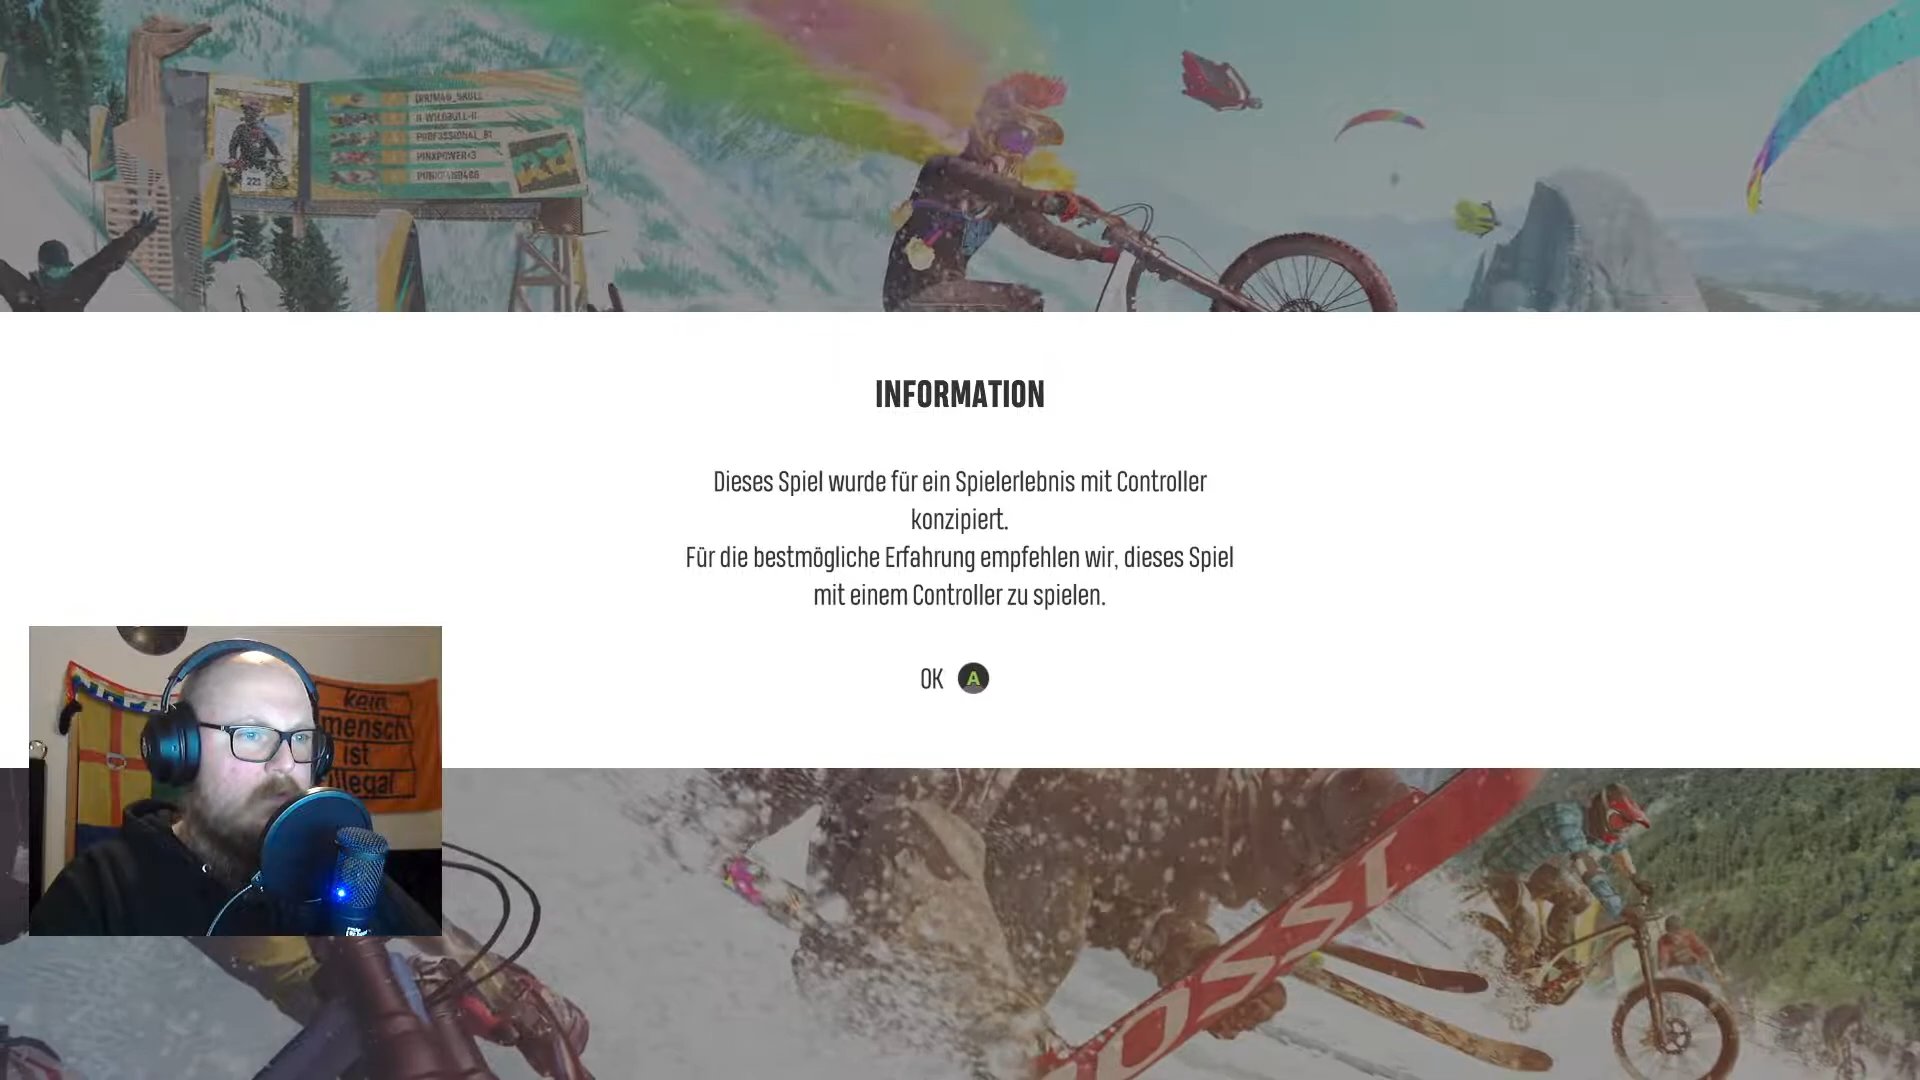 INFORMATION
Dieses Spiel wurde für ein Spielerlebnis mit Controller
konzipiert.
Für die bestmögliche Erfahrung empfehlen wir, dieses Spiel
mit einem Controller zu spielen.
OK A
kein
mensch
ist
illegal
221